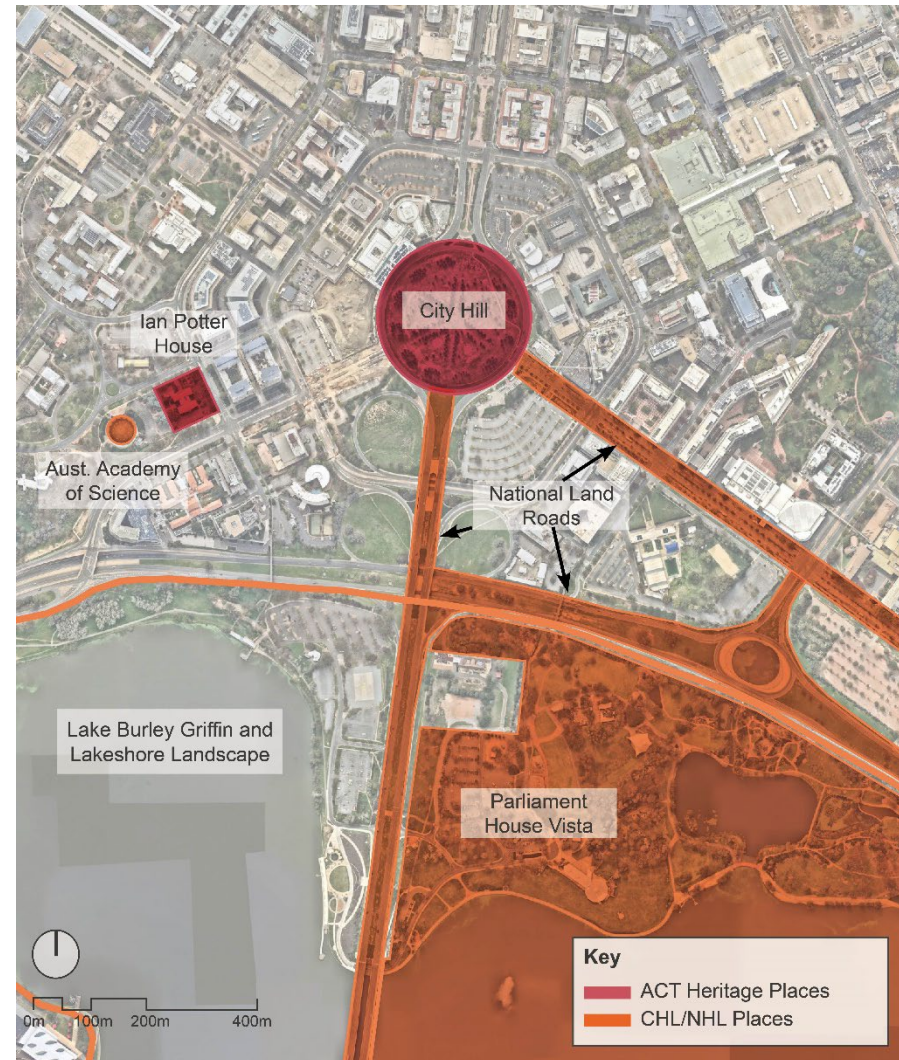 City Hill
Ian Potter
House
Aust. Academy
of Science
National Land
Roads
Lake Burley Griffin and
Lakeshore Landscape
Parliament
House Vista
0m 100m 200m 400m
Key
ACT Heritage Places
CHL/NHL Places